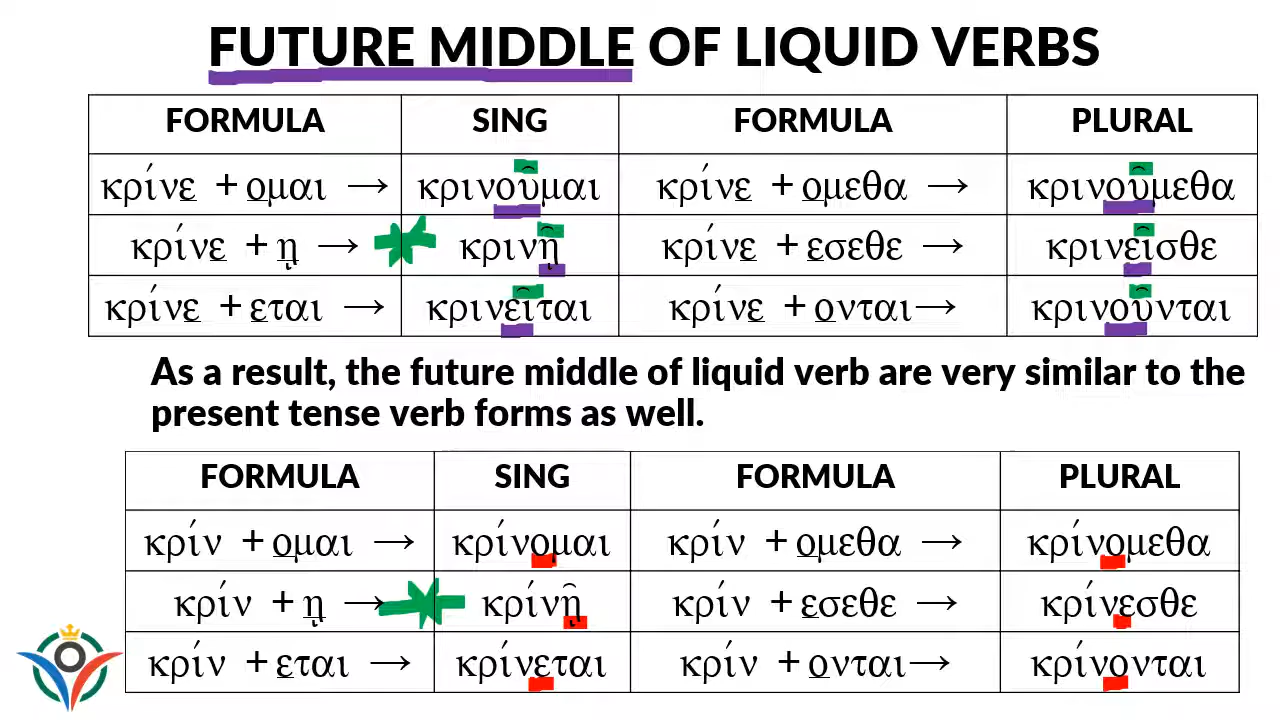 FUTURE MIDDLE OF LIQUID VERBS
FORMULA SING FORMULA PLURAL
κρίνε + ομαι → κρινοῦμαι κρίνε + ομεθα → κρινοῦμεθα
κρίνε + ῃ → κρινῇ κρίνε + εσεθε → κρινεῖσθε
κρίνε + εται → κρινεῖται κρίνε + ονται→ κρινοῦνται
As a result, the future middle of liquid verb are very similar to the
present tense verb forms as well.
FORMULA SING FORMULA PLURAL
κρίν + ομαι → κρίνομαι κρίν + ομεθα → κρίνομεθα
κρίν + ῃ → κρίνῇ κρίν + εσεθε → κρίνεσθε
κρίν + εται → κρίνεται κρίν + ονται→ κρίνονται